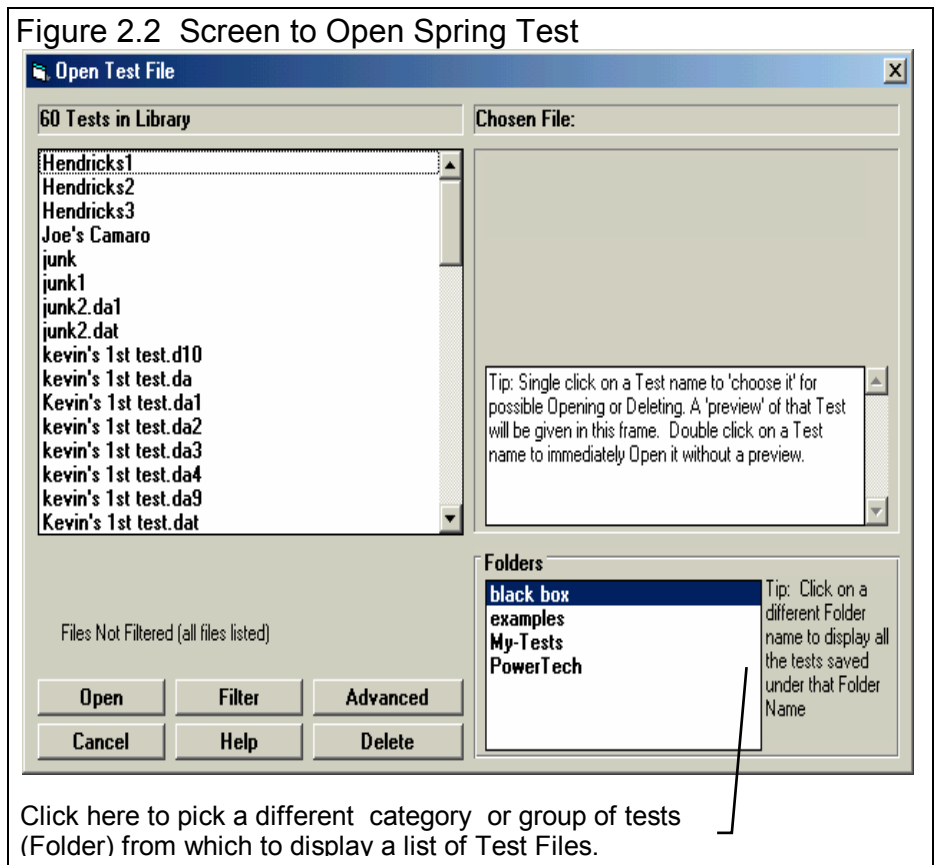 Figure 2.2  Screen to Open Spring Test
Open Test File
60 Tests in Library
Chosen File:
Hendricks1
Hendricks2
Hendricks3
Joe's Camaro
junk
junk1
junk2.da1
junk2.dat
kevin's 1st test.d10
kevin's 1st test.da
Kevin's 1st test.da1
kevin's 1st test.da2
kevin's 1st test.da3
kevin's 1st test.da4
kevin's 1st test.da9
Kevin's 1st test.dat
Tip: Single click on a Test name to 'choose it' for
possible Opening or Deleting. A 'preview' of that Test
will be given in this frame.  Double click on a Test
name to immediately Open it without a preview.
Files Not Filtered (all files listed)
Open
Filter
Advanced
Cancel
Help
Delete
Folders
black box
examples
My-Tests
PowerTech
Tip:  Click on a
different Folder
name to display all
the tests saved
under that Folder
Name
Click here to pick a different  category  or group of tests
(Folder) from which to display a list of Test Files.